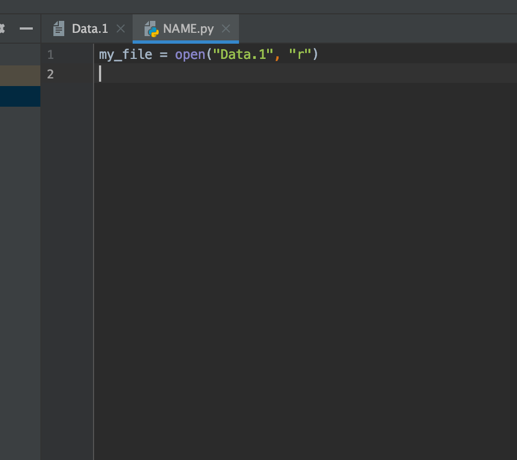 Data.1 NAME.py
1 my_file = open("Data.1", "r")
2